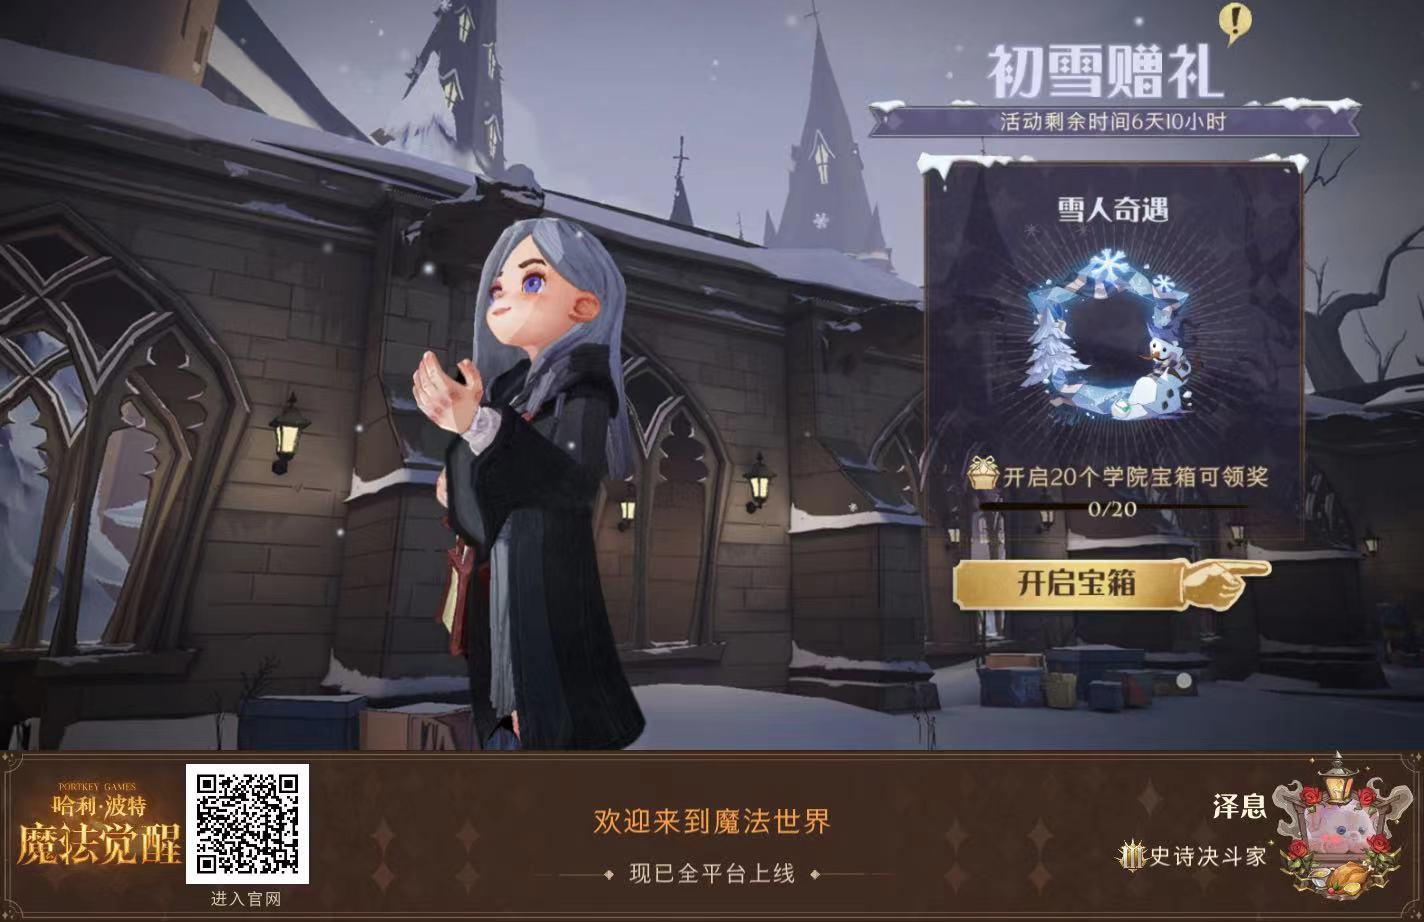 初雪赠礼
活动剩余时间6天10小时
雪人奇遇
开启20个学院宝箱可领奖
0/20
开启宝箱
PORTKEY GAMES
哈利·波特
魔法觉醒
进入官网
欢迎来到魔法世界
现已全平台上线
泽息
史诗决斗家